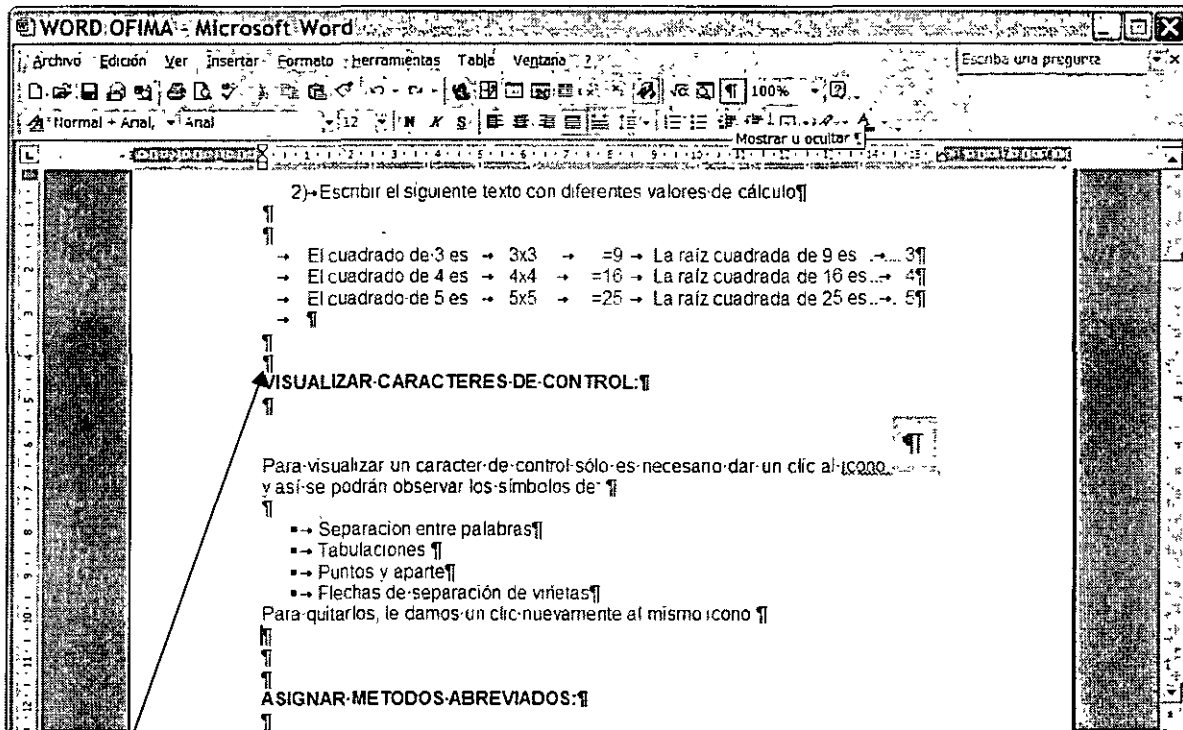 WORD OFIMA - Microsoft Word
Archivo Edición Ver Insertar Formato Herramientas Tabla Ventana ?
Escriba una pregunta
100%
Normal + Arial, Arial 12 N K S
Mostrar u ocultar ¶
2)→Escribir el siguiente texto con diferentes valores·de cálculo¶
¶
¶
→ El cuadrado de·3 es → 3x3 → =9 → La raíz cuadrada de 9 es .→... 3¶
→ El cuadrado de 4 es → 4x4 → =16 → La raíz cuadrada de 16 es..→. 4¶
→ El cuadrado·de 5 es → 5x5 → =25 → La raíz cuadrada de 25 es..→. 5¶
→ ¶
¶
¶
VISUALIZAR·CARACTERES·DE·CONTROL:¶
¶
¶
Para·visualizar un caracter·de·control·sólo·es·necesario·dar·un clic al·icono
y así·se podrán observar los·símbolos de· ¶
¶
▪→ Separacion entre palabras¶
▪→ Tabulaciones ¶
▪→ Puntos y aparte¶
▪→ Flechas de·separación de viñetas¶
Para·quitarlos, le damos·un clic·nuevamente al mismo icono ¶
¶
¶
¶
ASIGNAR·METODOS·ABREVIADOS:¶
¶